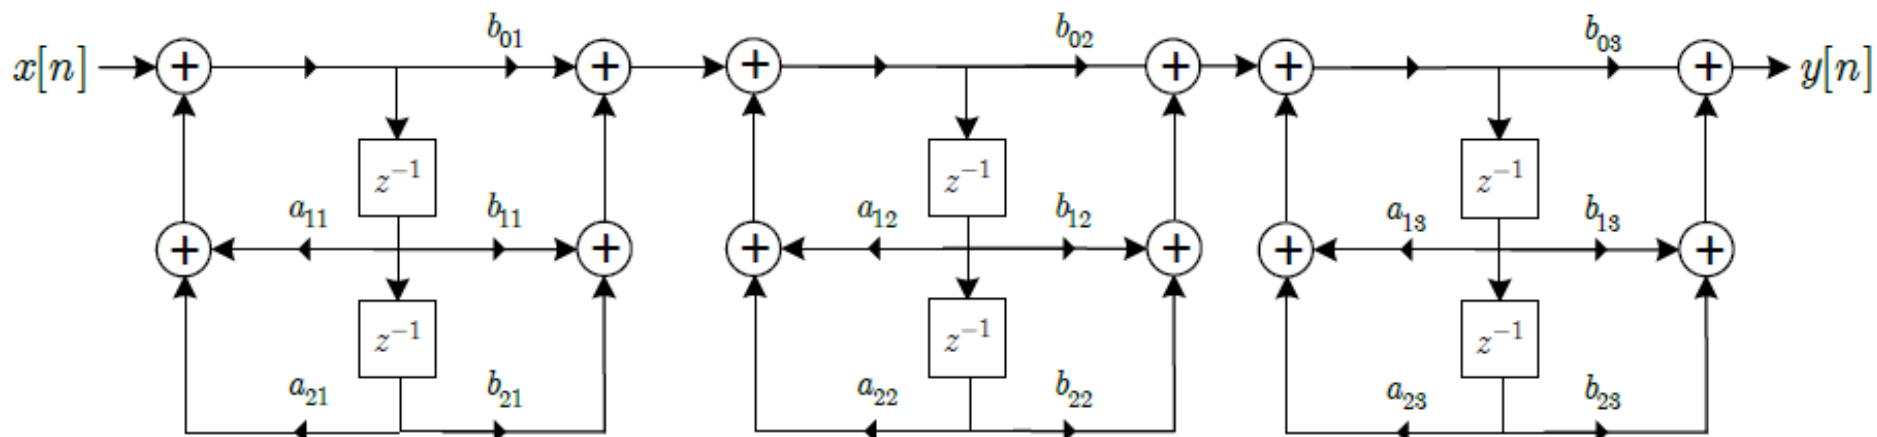 b₀₁ b₀₂ b₀₃
x[n] + + + + + + y[n]
z⁻¹ z⁻¹ z⁻¹
a₁₁ b₁₁ a₁₂ b₁₂ a₁₃ b₁₃
+ + + + + +
z⁻¹ z⁻¹ z⁻¹
a₂₁ b₂₁ a₂₂ b₂₂ a₂₃ b₂₃